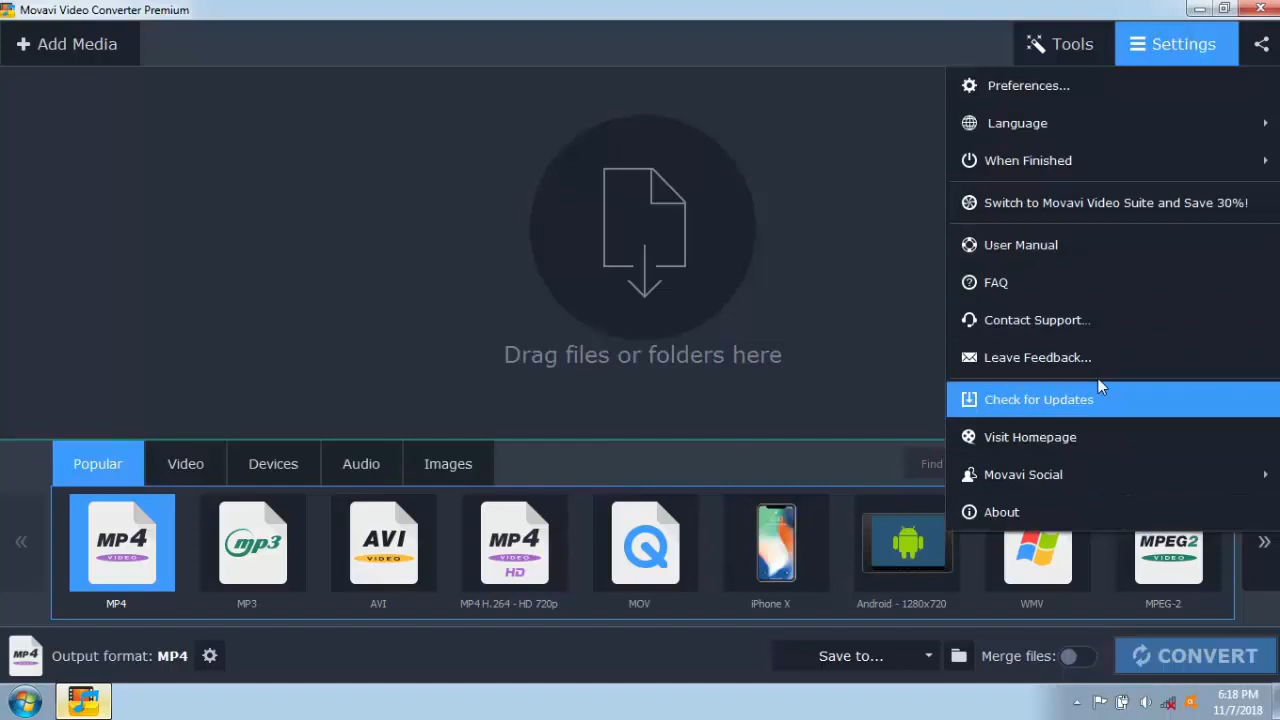 Movavi Video Converter Premium
Add Media
Tools
Settings
Preferences...
Language
When Finished
Switch to Movavi Video Suite and Save 30%!
User Manual
FAQ
Contact Support...
Leave Feedback...
Check for Updates
Visit Homepage
Movavi Social
About
Drag files or folders here
Popular
Video
Devices
Audio
Images
Find
MP4 VIDEO
mp3
AVI VIDEO
MP4 VIDEO HD
MPEG2 VIDEO
MP4
MP3
AVI
MP4 H.264 - HD 720p
MOV
iPhone X
Android - 1280x720
WMV
MPEG-2
MP4
Output format: MP4
Save to...
Merge files:
CONVERT
6:18 PM
11/7/2018